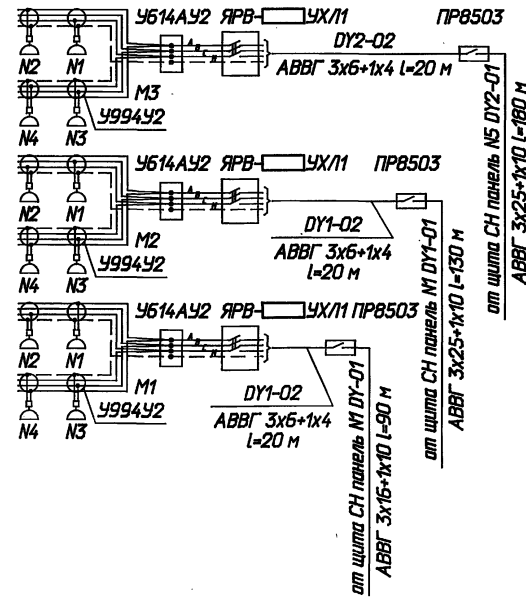 У614АУ2 ЯРВ- УХЛ1 ПР8503
A B C N
DY2-02
АВВГ 3х6+1х4 l=20 м
N2 N1
М3
У994У2
N4 N3
от щита СН панель N5 DY2-01
АВВГ 3х25+1х10 l=180 м
У614АУ2 ЯРВ- УХЛ1 ПР8503
A B C N
N2 N1
DY1-02
АВВГ 3х6+1х4
l=20 м
М2
У994У2
N4 N3
от щита СН панель N1 DY1-01
АВВГ 3х25+1х10 l=130 м
У614АУ2 ЯРВ- УХЛ1 ПР8503
A B C N
N2 N1
DY1-02
АВВГ 3х6+1х4
l=20 м
М1
У994У2
N4 N3
от щита СН панель N1 DY-01
АВВГ 3х16+1х10 l=90 м